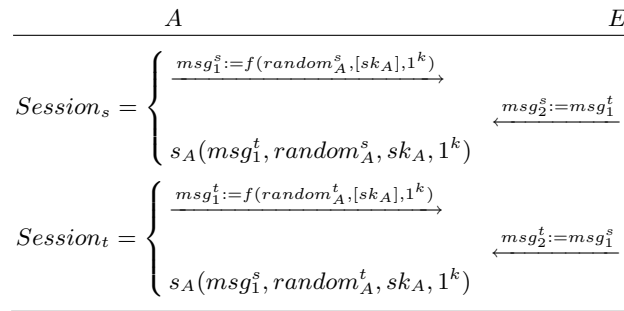 A E
msg_1^s:=f(random_A^s,[sk_A],1^k)
Session_s = {
msg_2^s:=msg_1^t
s_A(msg_1^t, random_A^s, sk_A, 1^k)
msg_1^t:=f(random_A^t,[sk_A],1^k)
Session_t = {
msg_2^t:=msg_1^s
s_A(msg_1^s, random_A^t, sk_A, 1^k)